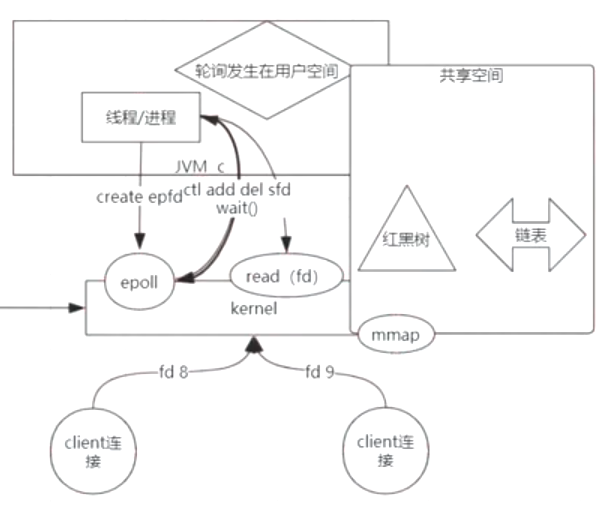 轮询发生在用户空间
共享空间
线程/进程
JVM c
create epfd
ctl add del sfd
wait()
红黑树
链表
epoll
read（fd）
kernel
mmap
fd 8
fd 9
client连
接
client连
接